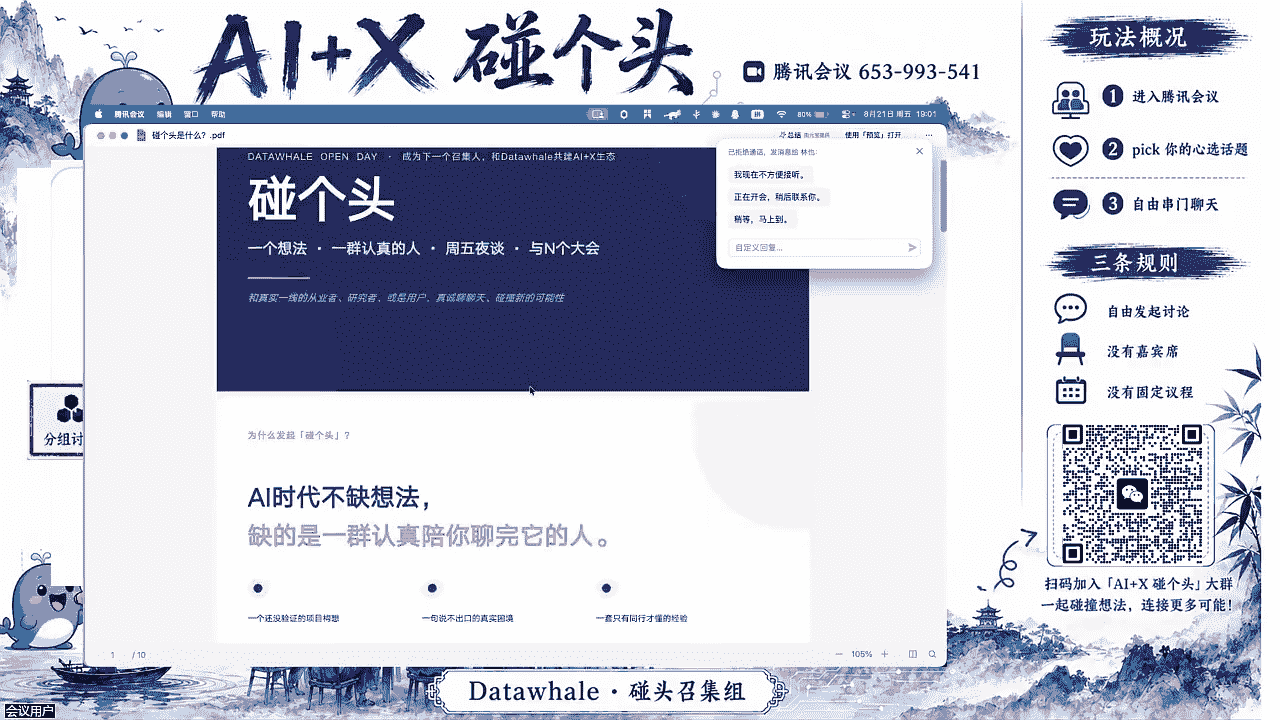 AI+X 碰个头
腾讯会议 653-993-541
腾讯会议 编辑 窗口 帮助
80%
8月21日 周五 19:01
碰个头是什么？.pdf
总结
使用「预览」打开
DATAWHALE OPEN DAY · 成为下一个召集人，和Datawhale共建AI+X生态
碰个头
一个想法 · 一群认真的人 · 周五夜谈 · 与N个大会
和真实一线的从业者、研究者、或是用户，真诚聊聊天、碰撞新的可能性
已拒绝通话，发消息给 林也:
我现在不方便接听。
正在开会，稍后联系你。
稍等，马上到。
自定义回复...
为什么发起「碰个头」？
AI时代不缺想法，
缺的是一群认真陪你聊完它的人。
一个还没验证的项目构想
一句说不出口的真实困境
一套只有同行才懂的经验
1 / 10
105%
分组讨
玩法概况
1 进入腾讯会议
2 pick 你的心选话题
3 自由串门聊天
三条规则
自由发起讨论
没有嘉宾席
没有固定议程
扫码加入「AI+X 碰个头」大群
一起碰撞想法，连接更多可能！
Datawhale · 碰头召集组
会议用户